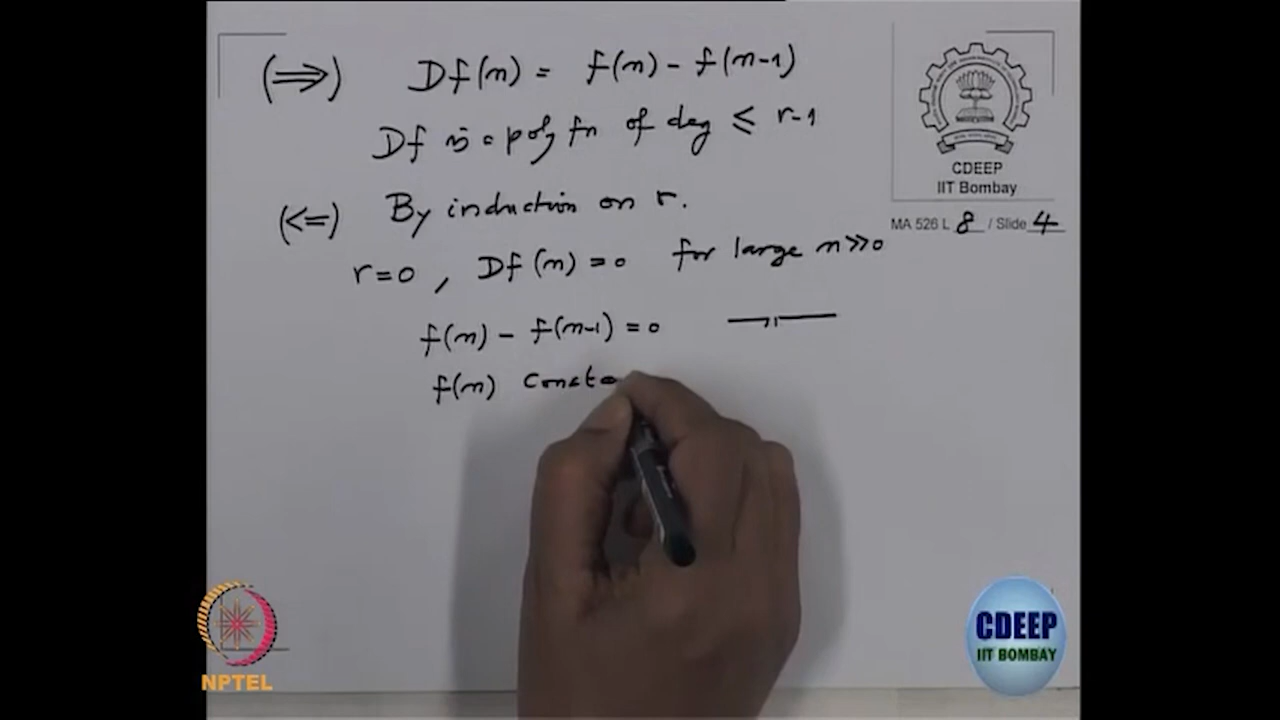 (⟹) Df(n) = f(n) - f(n-1)
Df is a poly fn of deg ≤ r-1
(<=) By induction on r.
r=0, Df(n) = 0 for large n>>0
f(n) - f(n-1) = 0 —〃—
f(n) consta
CDEEP
IIT Bombay
MA 526 L 8 / Slide 4
NPTEL
CDEEP
IIT BOMBAY